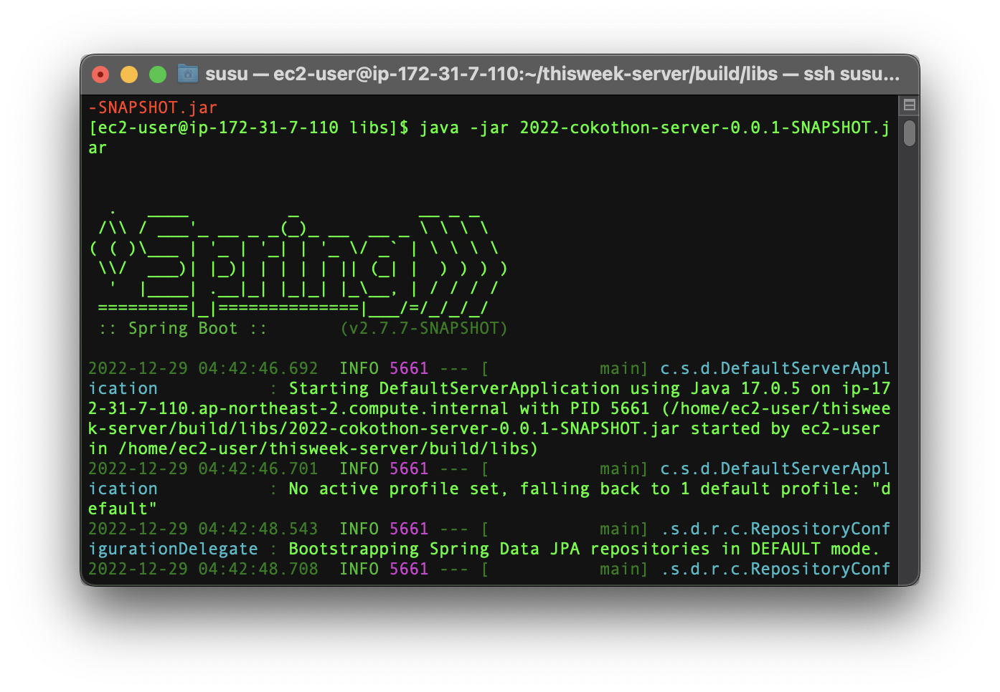 susu — ec2-user@ip-172-31-7-110:~/thisweek-server/build/libs — ssh susu...
-SNAPSHOT.jar
[ec2-user@ip-172-31-7-110 libs]$ java -jar 2022-cokothon-server-0.0.1-SNAPSHOT.j
ar
  .   ____          _            __ _ _
 /\\ / ___'_ __ _ _(_)_ __  __ _ \ \ \ \
( ( )\___ | '_ | '_| | '_ \/ _` | \ \ \ \
 \\/  ___)| |_)| | | | | || (_| |  ) ) ) )
  '  |____| .__|_| |_|_| |_\__, | / / / /
 =========|_|==============|___/=/_/_/_/
 :: Spring Boot ::       (v2.7.7-SNAPSHOT)
2022-12-29 04:42:46.692  INFO 5661 --- [           main] c.s.d.DefaultServerAppl
ication           : Starting DefaultServerApplication using Java 17.0.5 on ip-17
2-31-7-110.ap-northeast-2.compute.internal with PID 5661 (/home/ec2-user/thiswee
k-server/build/libs/2022-cokothon-server-0.0.1-SNAPSHOT.jar started by ec2-user
in /home/ec2-user/thisweek-server/build/libs)
2022-12-29 04:42:46.701  INFO 5661 --- [           main] c.s.d.DefaultServerAppl
ication           : No active profile set, falling back to 1 default profile: "d
efault"
2022-12-29 04:42:48.543  INFO 5661 --- [           main] .s.d.r.c.RepositoryConf
igurationDelegate : Bootstrapping Spring Data JPA repositories in DEFAULT mode.
2022-12-29 04:42:48.708  INFO 5661 --- [           main] .s.d.r.c.RepositoryConf